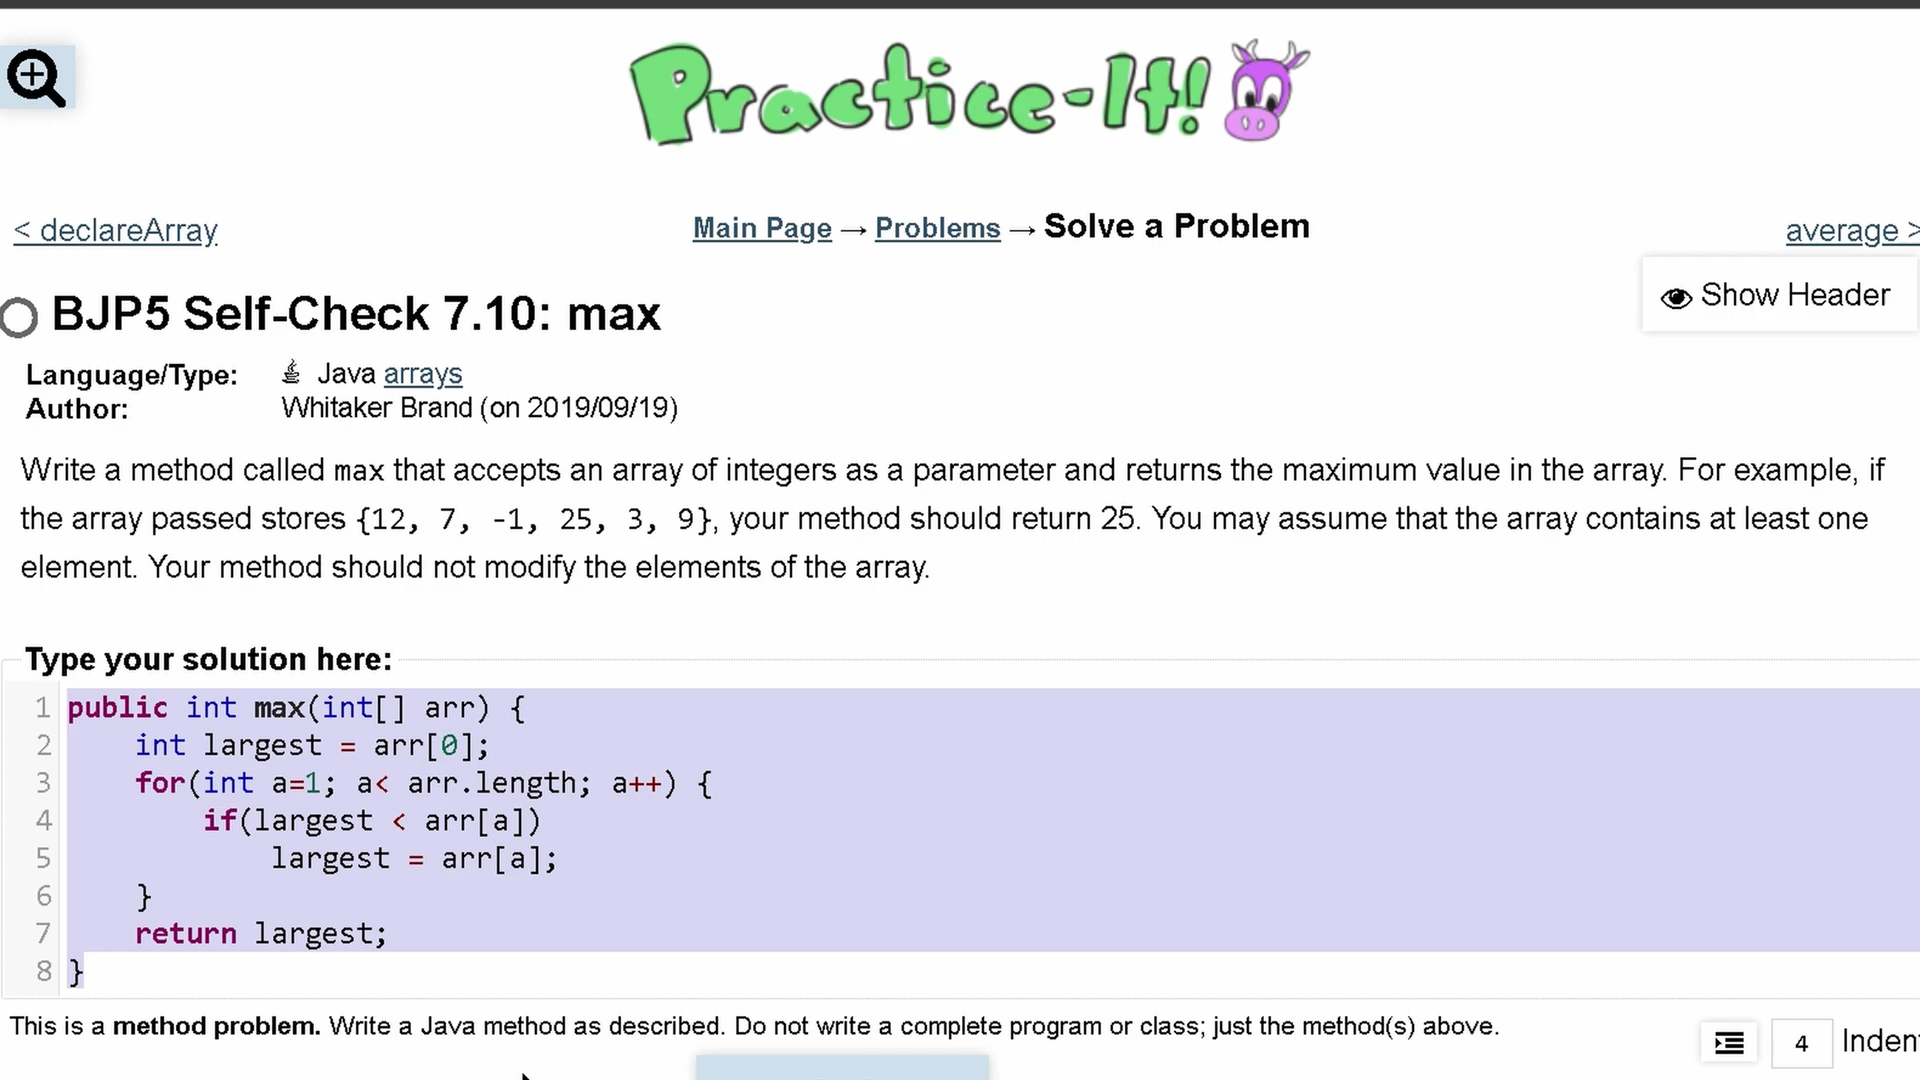 Practice-It!
< declareArray
Main Page → Problems → Solve a Problem
average >
Show Header
BJP5 Self-Check 7.10: max
Language/Type: Java arrays
Author: Whitaker Brand (on 2019/09/19)
Write a method called max that accepts an array of integers as a parameter and returns the maximum value in the array. For example, if
the array passed stores {12, 7, -1, 25, 3, 9}, your method should return 25. You may assume that the array contains at least one
element. Your method should not modify the elements of the array.
Type your solution here:
1 public int max(int[] arr) {
2     int largest = arr[0];
3     for(int a=1; a< arr.length; a++) {
4         if(largest < arr[a])
5             largest = arr[a];
6     }
7     return largest;
8 }
This is a method problem. Write a Java method as described. Do not write a complete program or class; just the method(s) above.
4 Inden